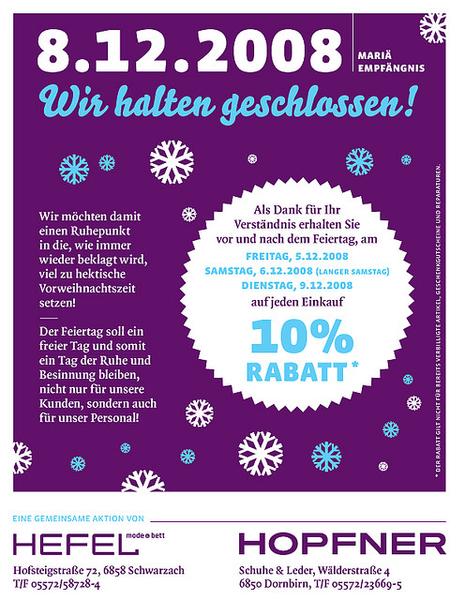 8.12.2008
MARIÄ
EMPFÄNGNIS
Wir halten geschlossen!
Wir möchten damit
einen Ruhepunkt
in die, wie immer
wieder beklagt wird,
viel zu hektische
Vorweihnachtszeit
setzen!
Der Feiertag soll ein
freier Tag und somit
ein Tag der Ruhe und
Besinnung bleiben,
nicht nur für unsere
Kunden, sondern auch
für unser Personal!
Als Dank für Ihr
Verständnis erhalten Sie
vor und nach dem Feiertag, am
FREITAG, 5.12.2008
SAMSTAG, 6.12.2008 (LANGER SAMSTAG)
DIENSTAG, 9.12.2008
auf jeden Einkauf
10%
RABATT*
* DER RABATT GILT NICHT FÜR BEREITS VERBILLIGTE ARTIKEL, GESCHENKGUTSCHEINE UND REPARATUREN.
EINE GEMEINSAME AKTION VON
HEFEL mode & bett
Hofsteigstraße 72, 6858 Schwarzach
T/F 05572/58728-4
HOPFNER
Schuhe & Leder, Wälderstraße 4
6850 Dornbirn, T/F 05572/23669-5